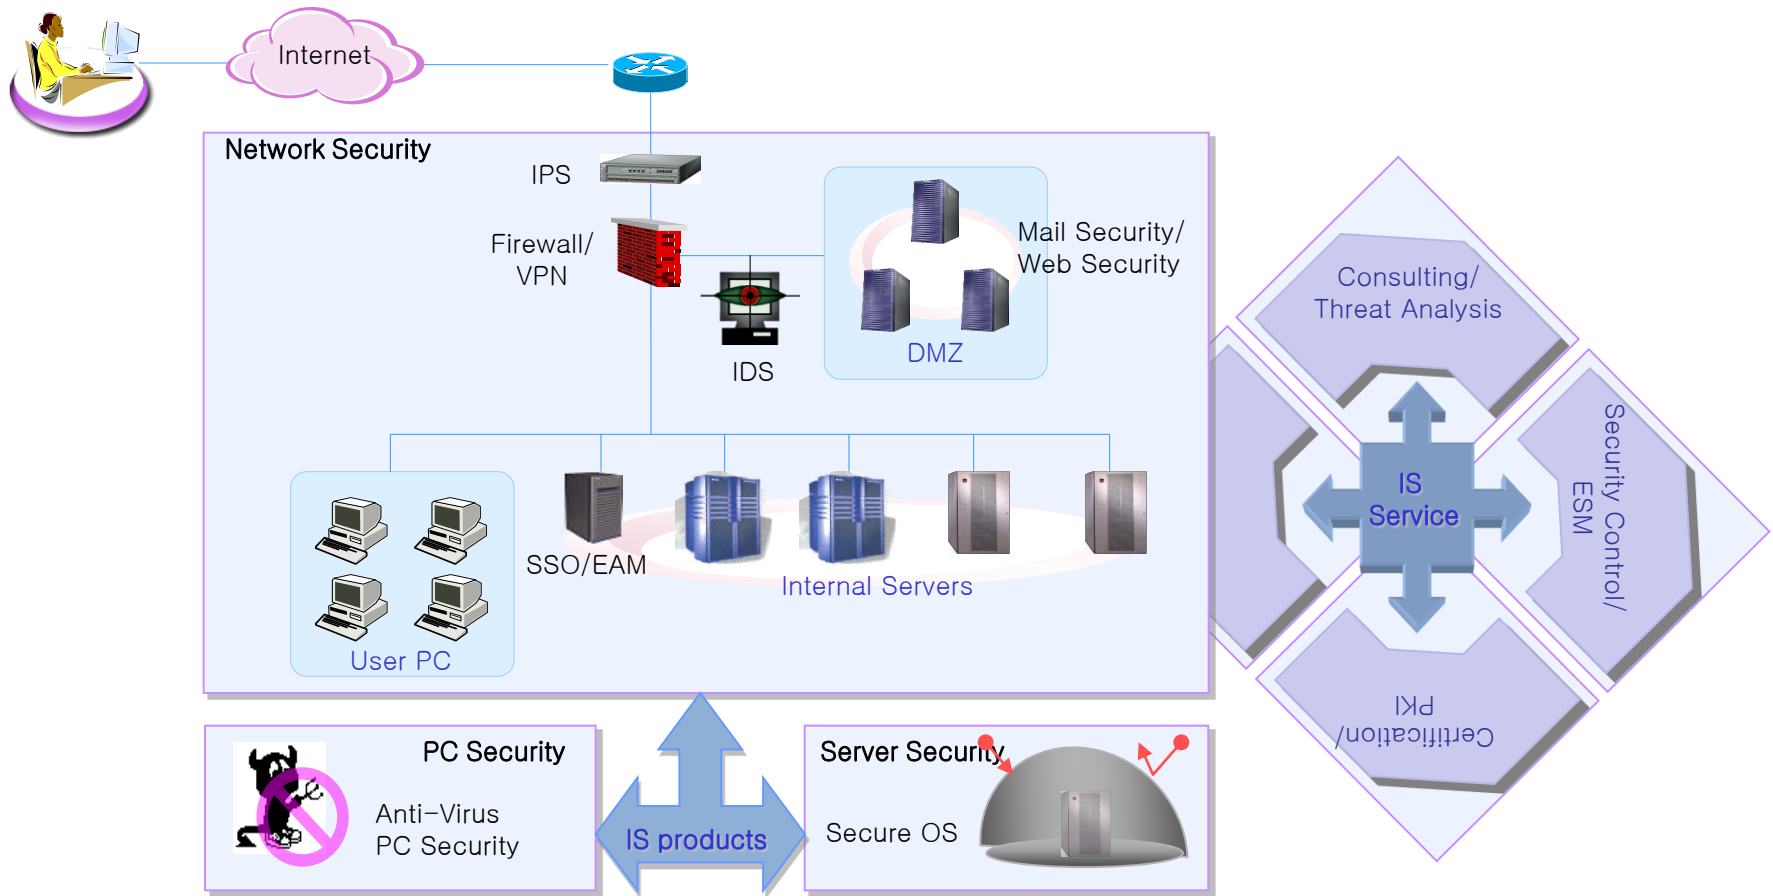 Internet
Network Security
IPS
Firewall/
VPN
IDS
Mail Security/
Web Security
DMZ
SSO/EAM
Internal Servers
User PC
Consulting/
Threat Analysis
Security Control/
ESM
IS
Service
Certification/
PKI
PC Security
Anti-Virus
PC Security
IS products
Server Security
Secure OS